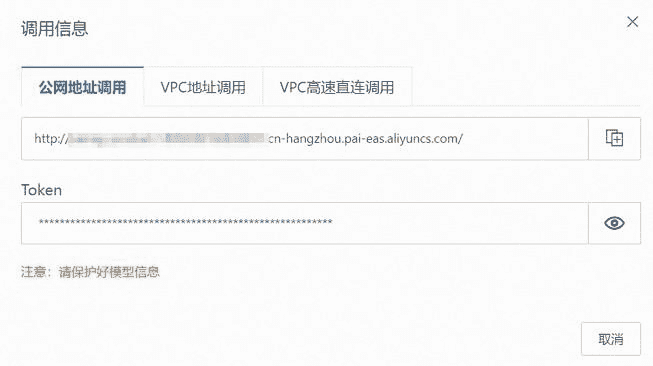 调用信息
公网地址调用 VPC地址调用 VPC高速直连调用
http:// cn-hangzhou.pai-eas.aliyuncs.com/
Token
********************************************************
注意：请保护好模型信息
取消